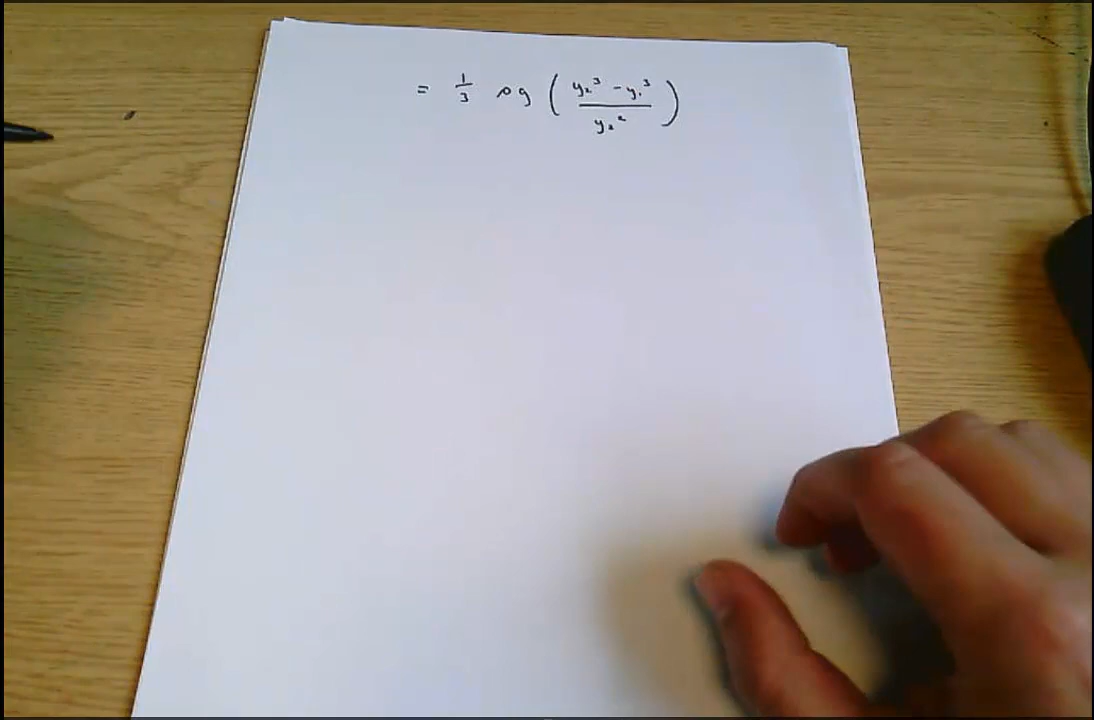 = 1/3 ρg ( (y₂³ - y₁³) / y₂² )